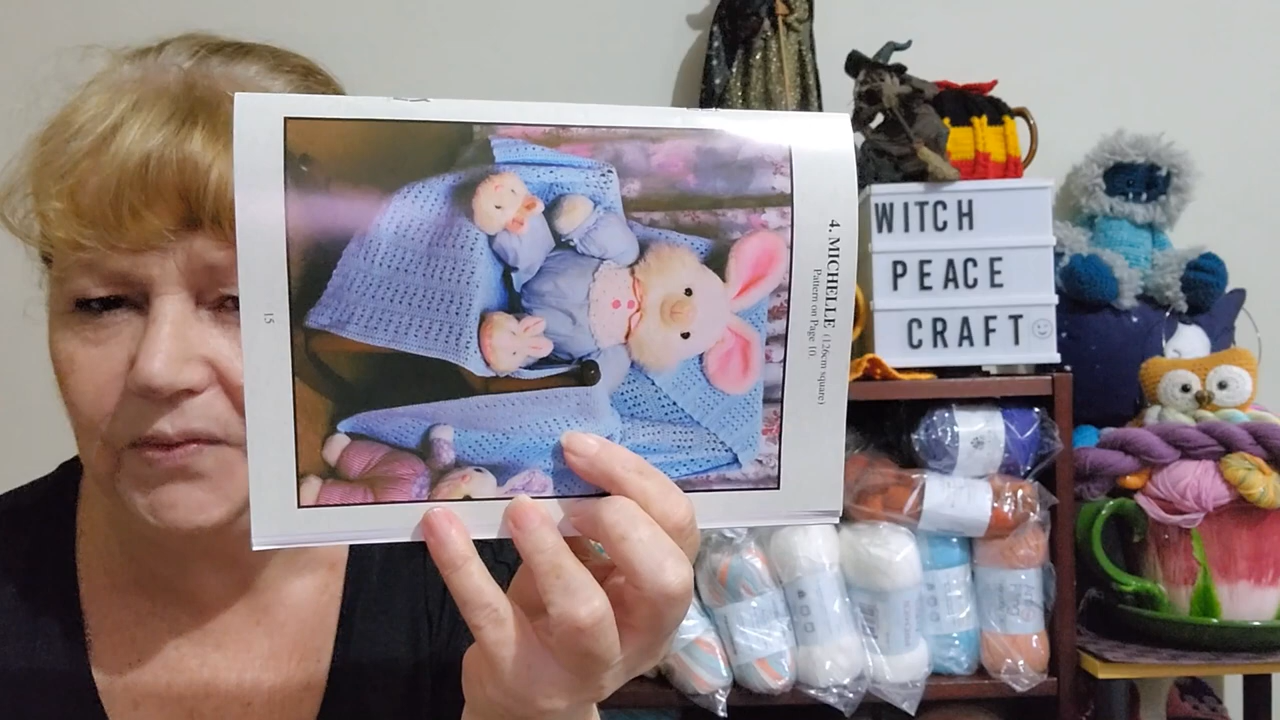 4. MICHELLE (126cm square)
Pattern on Page 10.
15
WITCH
PEACE
CRAFT